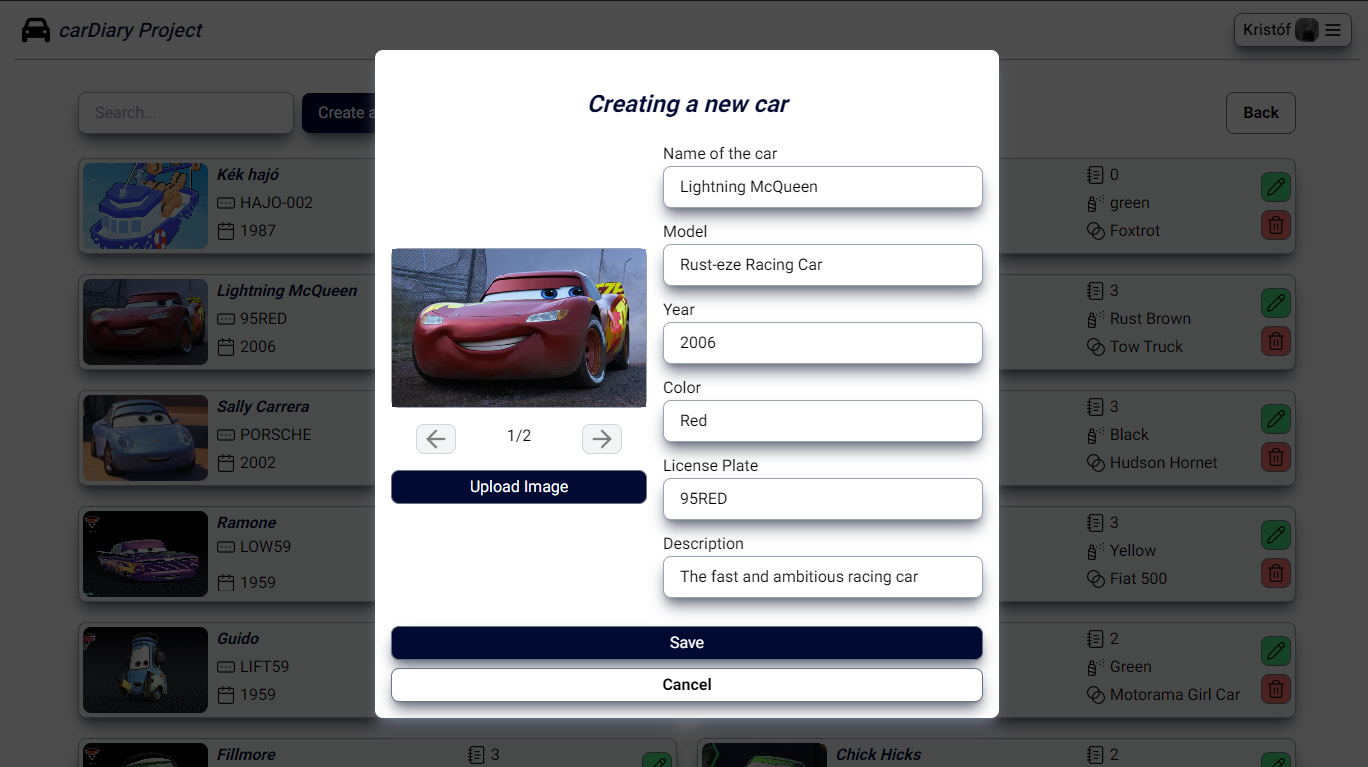 carDiary Project
Kristóf
Search...
Create a
Back
Kék hajó
HAJO-002
1987
0
green
Foxtrot
Lightning McQueen
95RED
2006
3
Rust Brown
Tow Truck
Sally Carrera
PORSCHE
2002
3
Black
Hudson Hornet
Ramone
LOW59
1959
3
Yellow
Fiat 500
Guido
LIFT59
1959
2
Green
Motorama Girl Car
Fillmore
3
Chick Hicks
2
Creating a new car
1/2
Upload Image
Name of the car
Lightning McQueen
Model
Rust-eze Racing Car
Year
2006
Color
Red
License Plate
95RED
Description
The fast and ambitious racing car
Save
Cancel